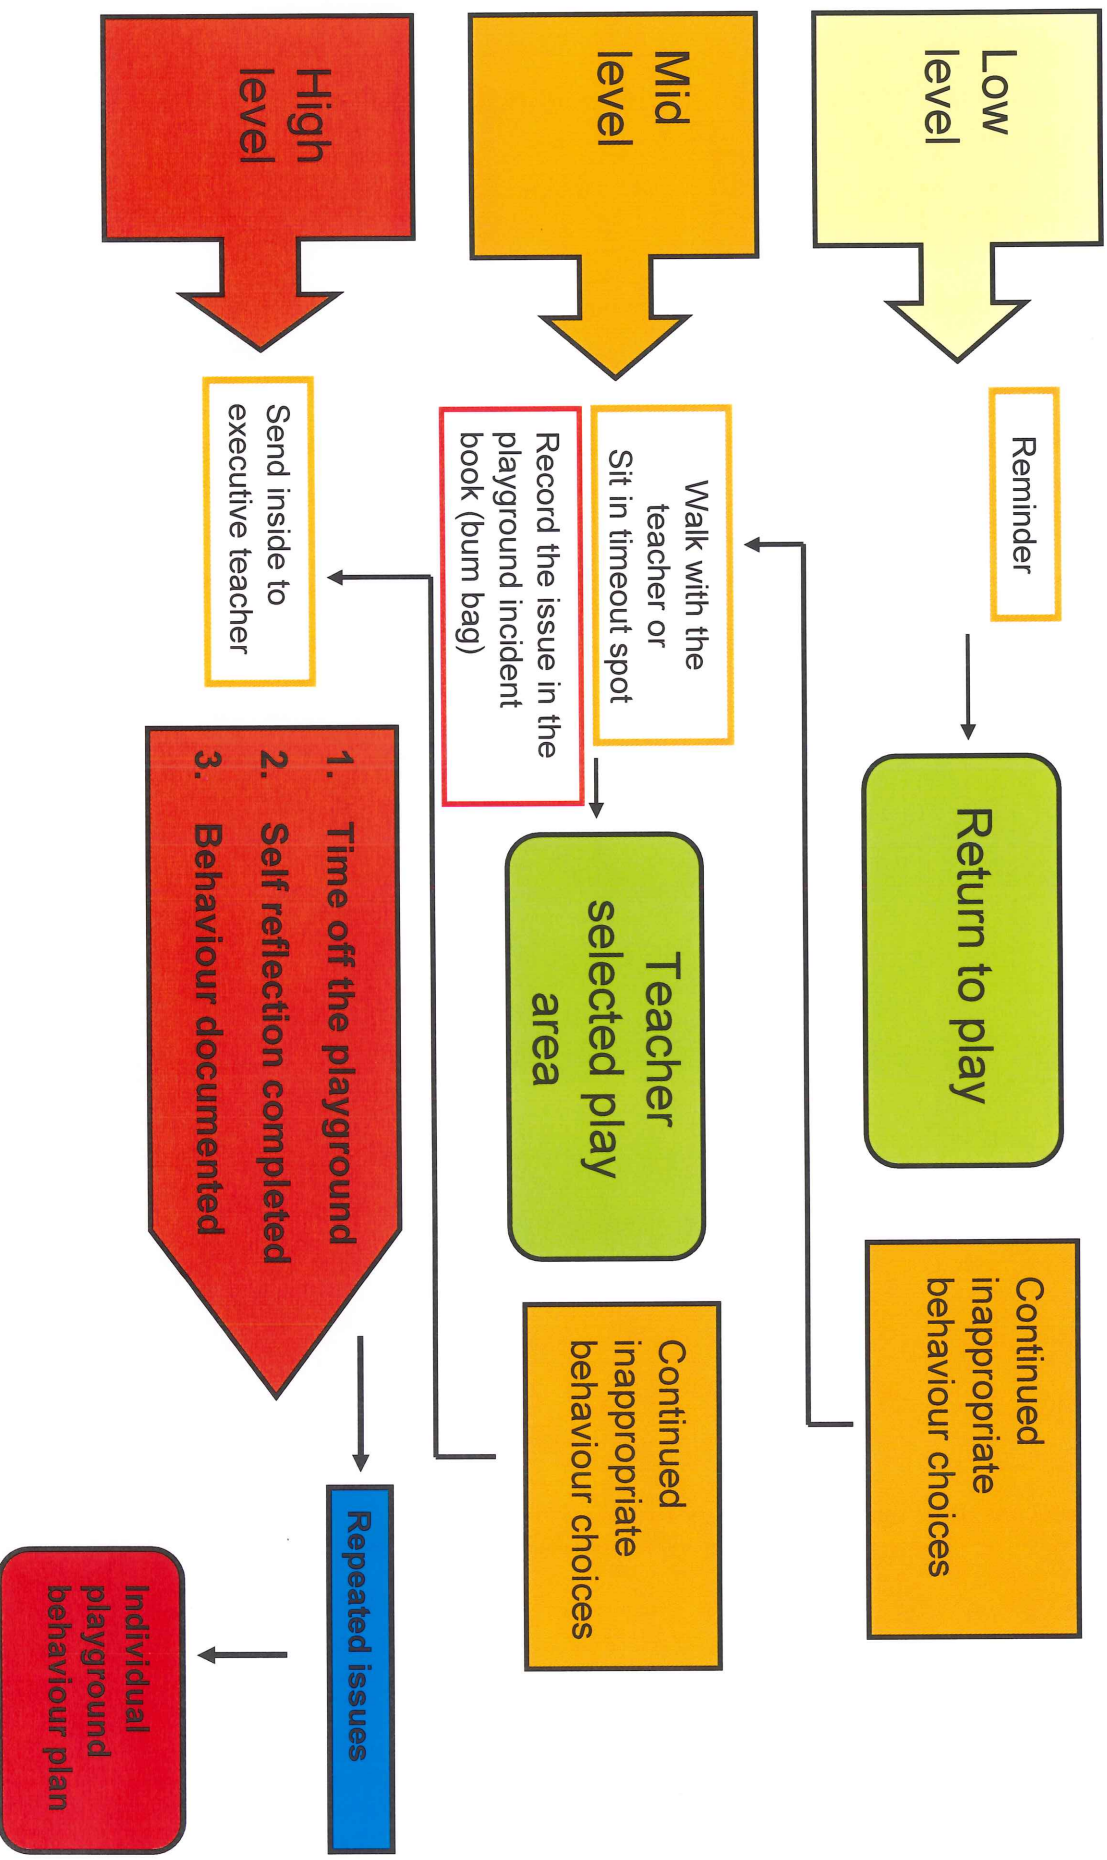 Low
level
Reminder
Return to play
Continued
inappropriate
behaviour choices
Mid
level
Walk with the
teacher or
Sit in timeout spot
Record the issue in the
playground incident
book (bum bag)
Teacher
selected play
area
Continued
inappropriate
behaviour choices
High
level
Send inside to
executive teacher
1. Time off the playground
2. Self reflection completed
3. Behaviour documented
Repeated issues
Individual
playground
behaviour plan